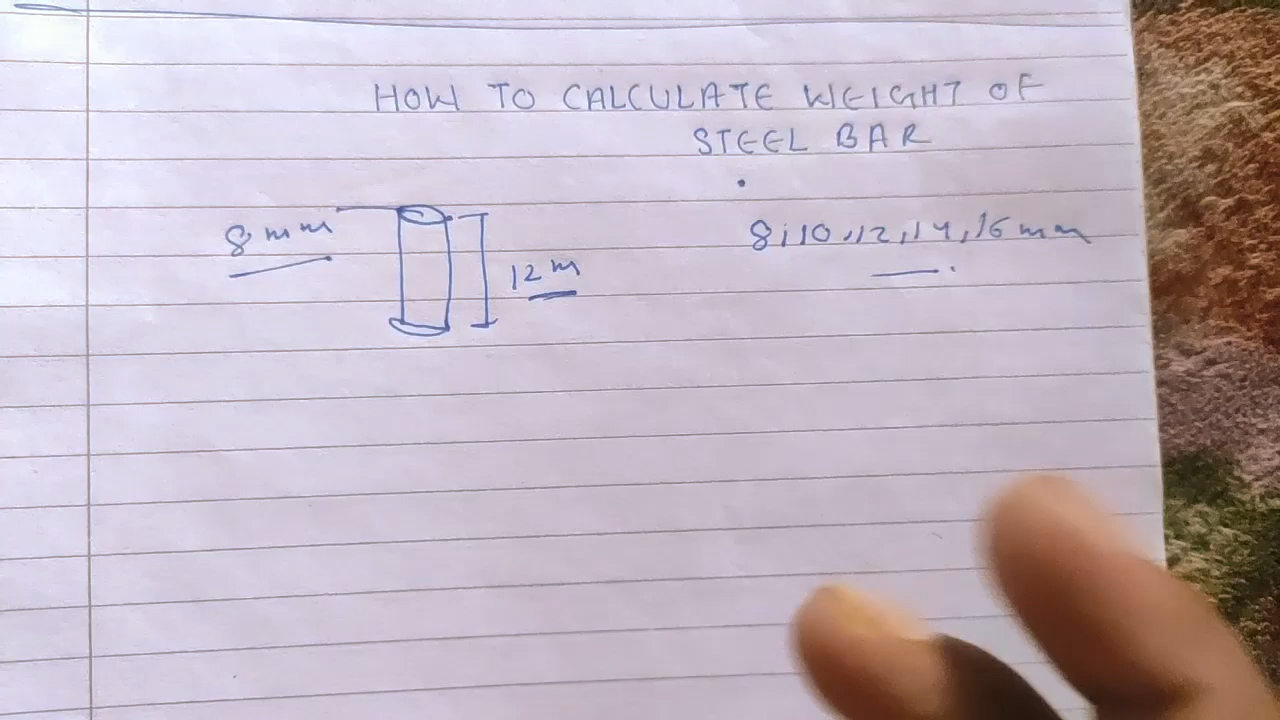 HOW TO CALCULATE WEIGHT OF
STEEL BAR
8mm
12m
8,10,12,14,16mm